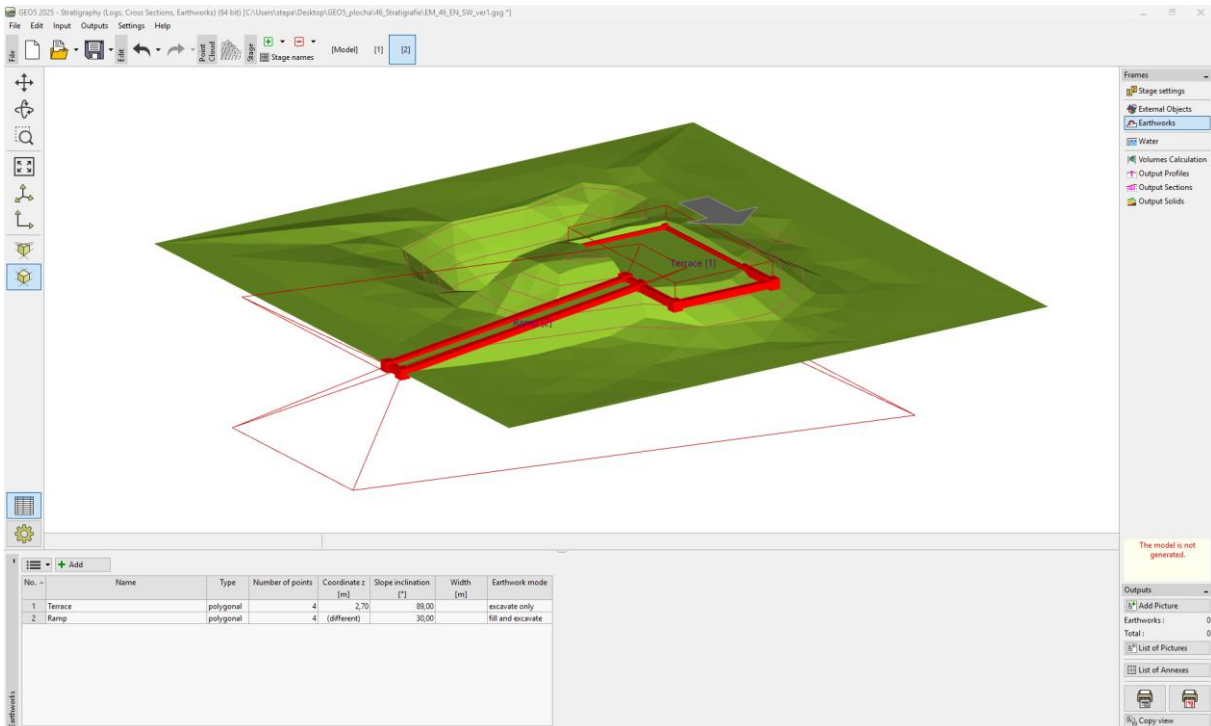 GEO5 2025 - Stratigraphy (Logs, Cross Sections, Earthworks) (64 bit) [C:\Users\stepa\Desktop\GEO5_plocha\46_Stratigrafie\EM_46_EN_SW_ver1.gsg *]
File Edit Input Outputs Settings Help
File
Edit
Point Cloud
Stage
Stage names
[Model] [1] [2]
Frames
Stage settings
External Objects
Earthworks
Water
Volumes Calculation
Output Profiles
Output Sections
Output Solids
Terrace [1]
Ramp [2]
The model is not
generated.
Add
No. Name Type Number of points Coordinate z Slope inclination Width Earthwork mode
[m] [°] [m]
1 Terrace polygonal 4 2,70 89,00 excavate only
2 Ramp polygonal 4 (different) 30,00 fill and excavate
Earthworks
Outputs
Add Picture
Earthworks : 0
Total : 0
List of Pictures
List of Annexes
Copy view